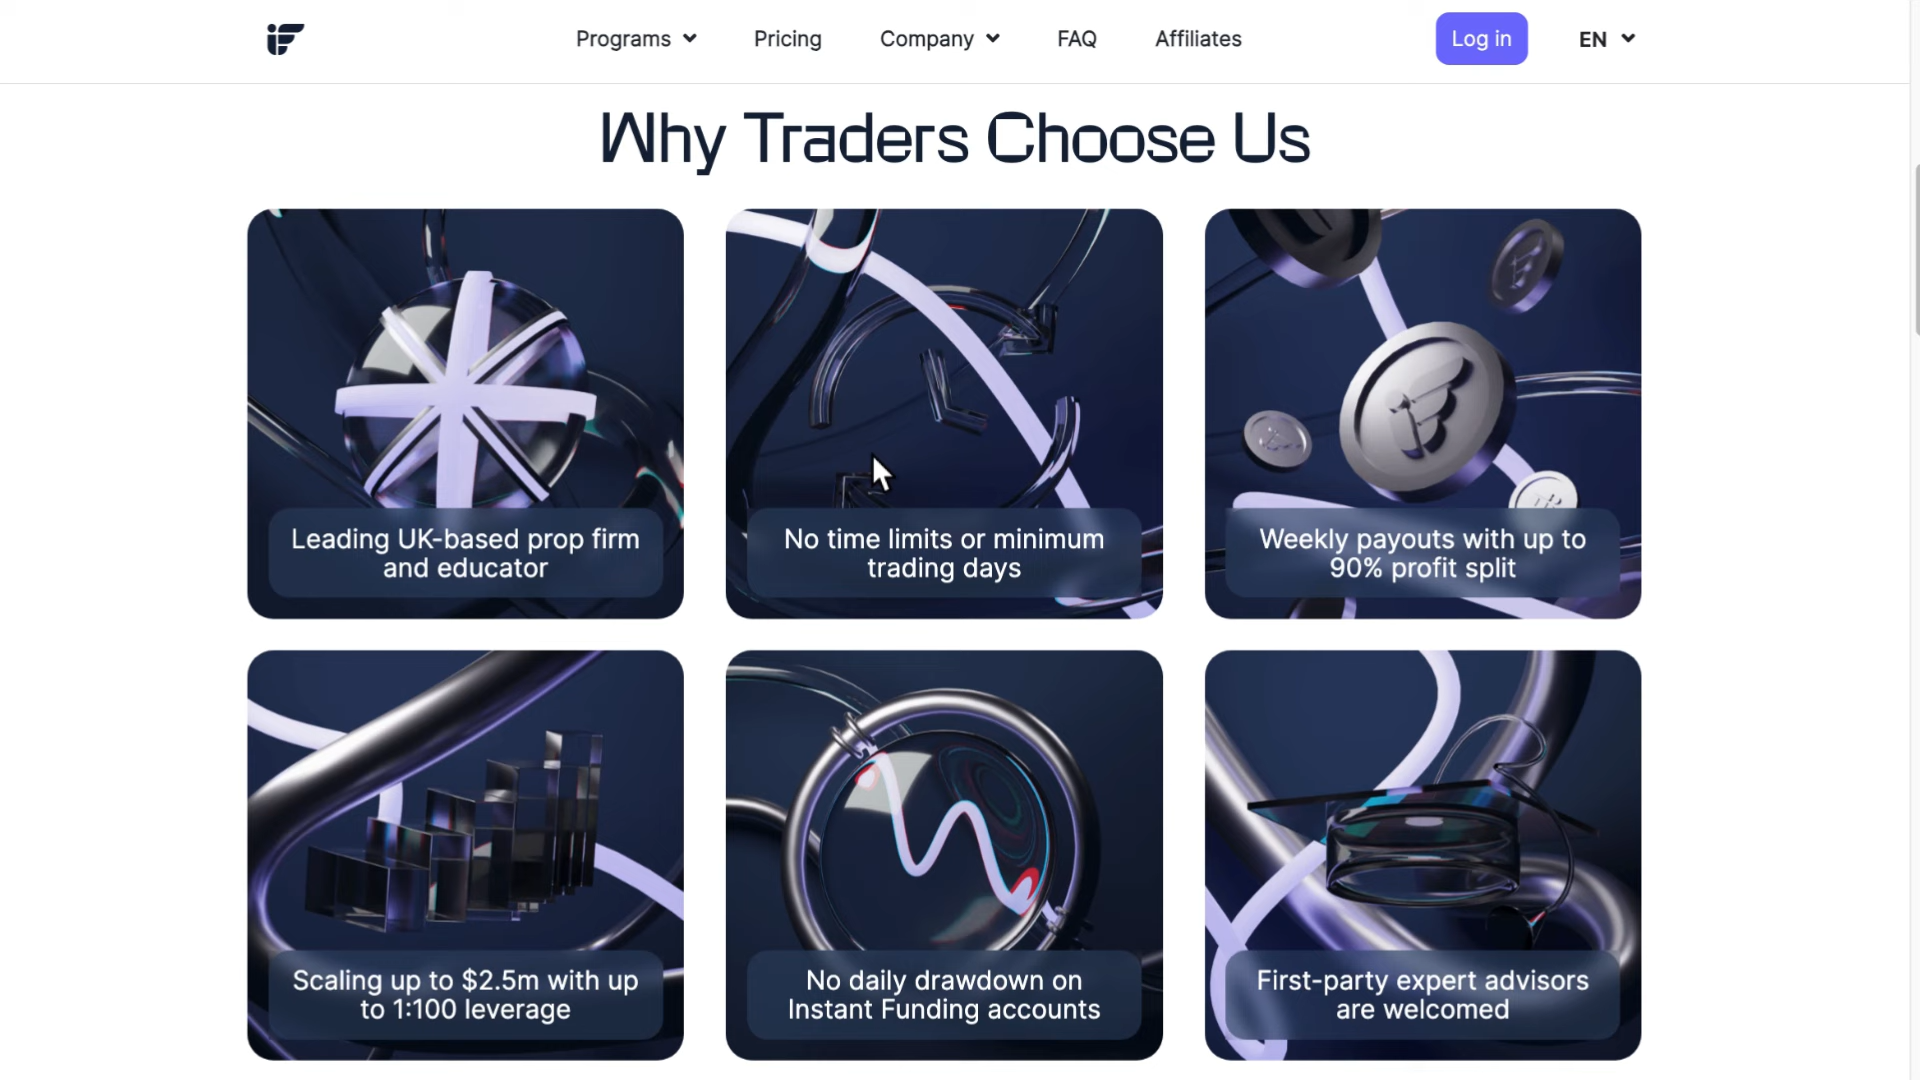 Programs
Pricing
Company
FAQ
Affiliates
Log in
EN
Why Traders Choose Us
Leading UK-based prop firm
and educator
No time limits or minimum
trading days
Weekly payouts with up to
90% profit split
Scaling up to $2.5m with up
to 1:100 leverage
No daily drawdown on
Instant Funding accounts
First-party expert advisors
are welcomed